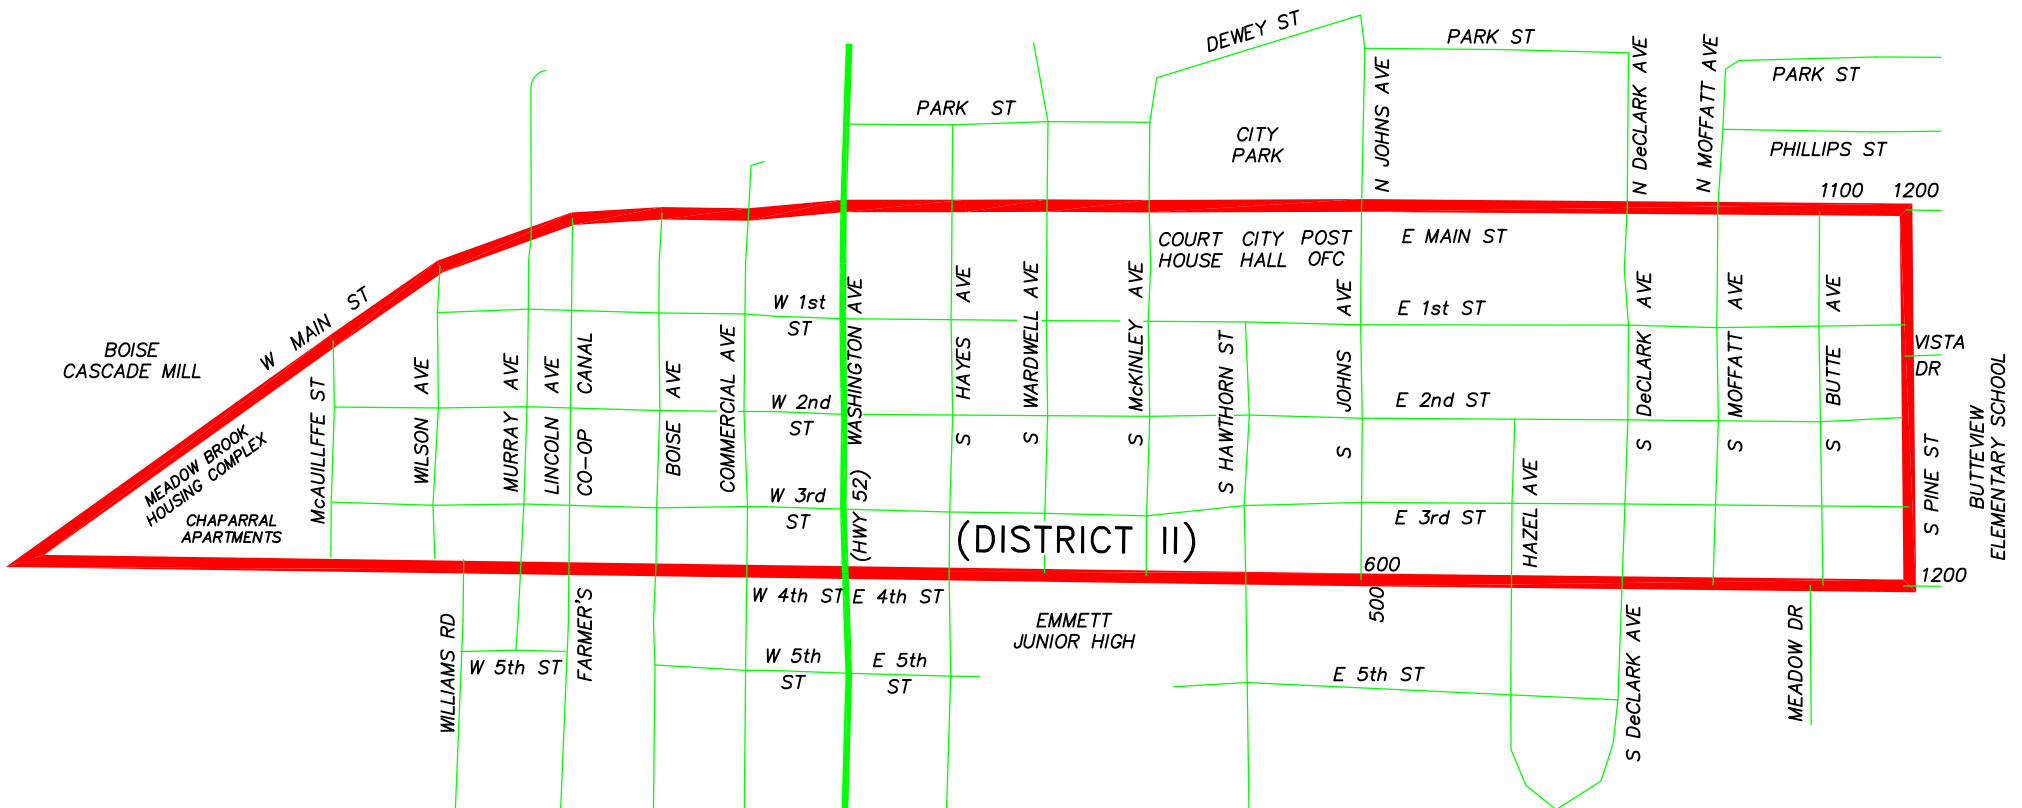 DEWEY ST
PARK ST
PARK ST
PARK ST
CITY
PARK
N JOHNS AVE
N DeCLARK AVE
N MOFFATT AVE
PHILLIPS ST
1100
1200
COURT
HOUSE
CITY
HALL
POST
OFC
E MAIN ST
W MAIN ST
BOISE
CASCADE MILL
MEADOW BROOK
HOUSING COMPLEX
CHAPARRAL
APARTMENTS
McAUILLFFE ST
WILSON AVE
MURRAY AVE
LINCOLN AVE
FARMER'S CO-OP CANAL
BOISE AVE
COMMERCIAL AVE
W 1st
ST
W 2nd
ST
W 3rd
ST
WASHINGTON AVE
(HWY 52)
S HAYES AVE
S WARDWELL AVE
S McKINLEY AVE
S HAWTHORN ST
S JOHNS AVE
E 1st ST
E 2nd ST
E 3rd ST
HAZEL AVE
S DeCLARK AVE
S MOFFATT AVE
S BUTTE AVE
VISTA
DR
S PINE ST
BUTTEVIEW
ELEMENTARY SCHOOL
(DISTRICT II)
600
500
1200
W 4th ST
E 4th ST
EMMETT
JUNIOR HIGH
WILLIAMS RD
W 5th ST
W 5th
ST
E 5th
ST
E 5th ST
S DeCLARK AVE
MEADOW DR